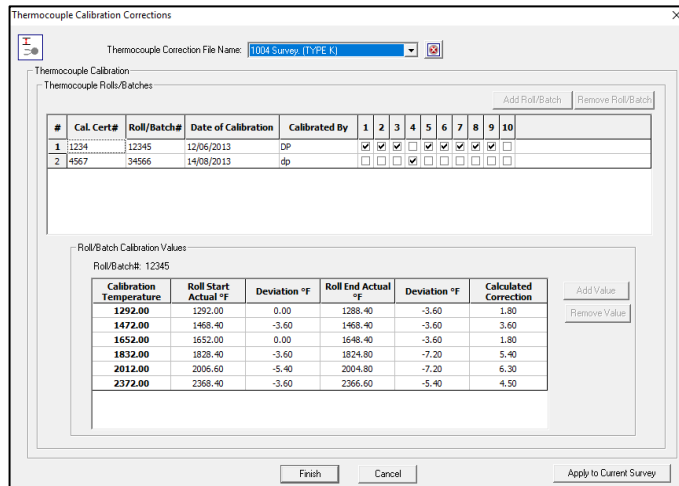 Thermocouple Calibration Corrections
Thermocouple Correction File Name: 1004 Survey. (TYPE K)
Thermocouple Calibration
Thermocouple Rolls/Batches
Add Roll/Batch Remove Roll/Batch
# Cal. Cert# Roll/Batch# Date of Calibration Calibrated By 1 2 3 4 5 6 7 8 9 10
1 1234 12345 12/06/2013 DP
2 4567 34566 14/08/2013 dp
Roll/Batch Calibration Values
Roll/Batch#: 12345
Calibration Temperature Roll Start Actual °F Deviation °F Roll End Actual °F Deviation °F Calculated Correction
1292.00 1292.00 0.00 1288.40 -3.60 1.80
1472.00 1468.40 -3.60 1468.40 -3.60 3.60
1652.00 1652.00 0.00 1648.40 -3.60 1.80
1832.00 1828.40 -3.60 1824.80 -7.20 5.40
2012.00 2006.60 -5.40 2004.80 -7.20 6.30
2372.00 2368.40 -3.60 2366.60 -5.40 4.50
Add Value
Remove Value
Finish Cancel Apply to Current Survey